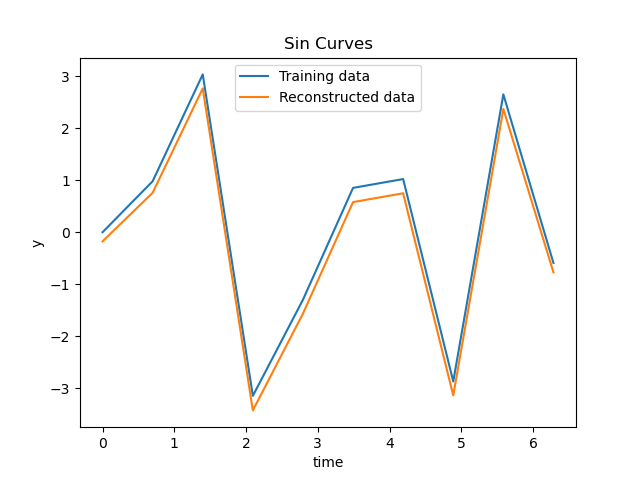 Sin Curves
Training data
Reconstructed data
3
2
1
0
−1
−2
−3
y
0 1 2 3 4 5 6
time